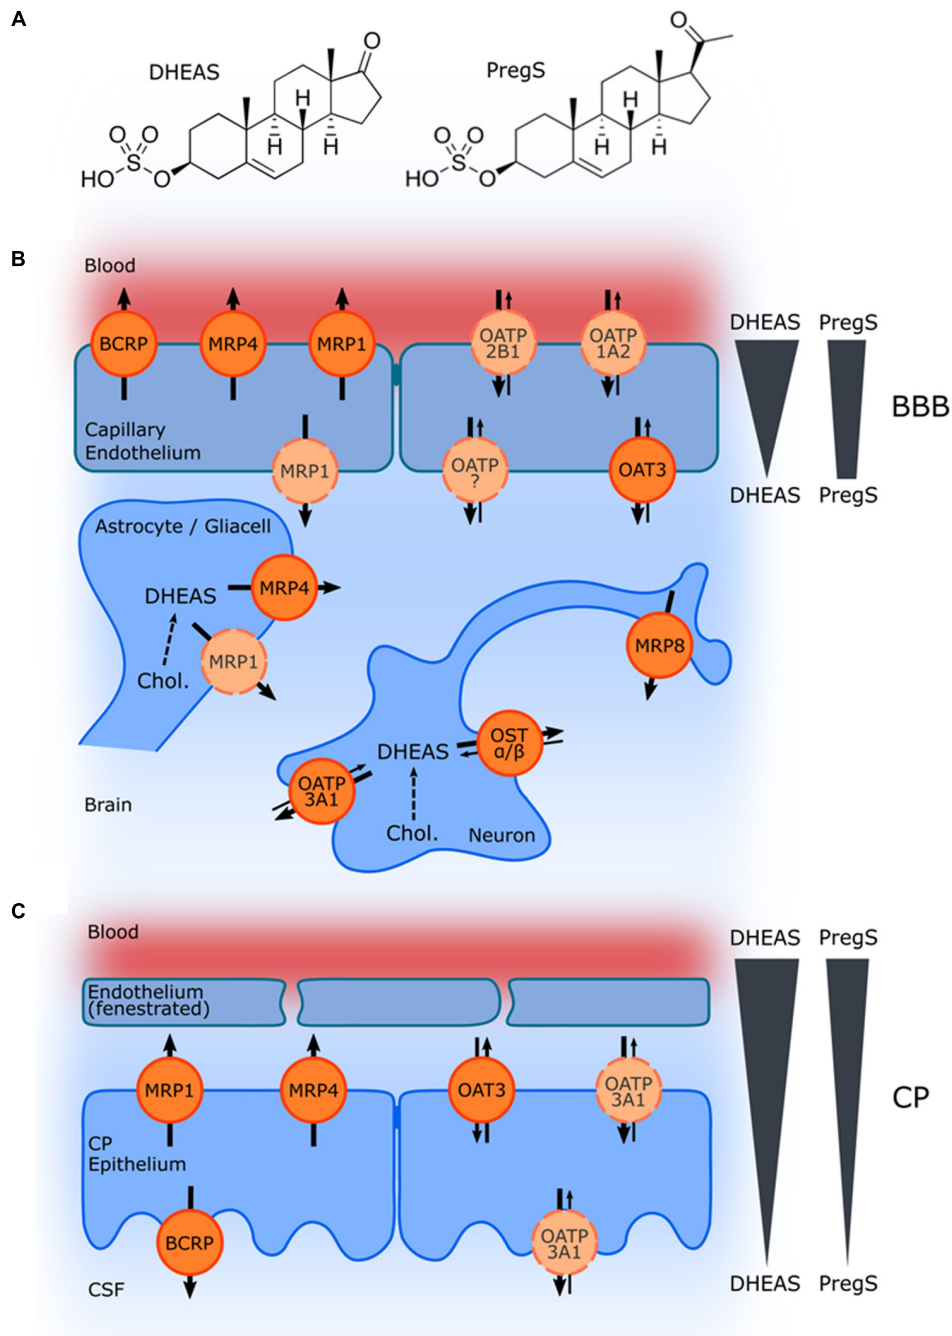 A
DHEAS
PregS
O
O
H
H
H
H
H
H
O O
S
HO
O
O O
S
HO
O
B
Blood
BCRP
MRP4
MRP1
OATP
2B1
OATP
1A2
DHEAS
PregS
BBB
Capillary
Endothelium
MRP1
OATP
?
OAT3
DHEAS
PregS
Astrocyte / Gliacell
DHEAS
MRP4
MRP1
Chol.
MRP8
OST
α/β
DHEAS
OATP
3A1
Brain
Chol.
Neuron
C
Blood
DHEAS
PregS
Endothelium
(fenestrated)
MRP1
MRP4
OAT3
OATP
3A1
CP
CP
Epithelium
BCRP
OATP
3A1
CSF
DHEAS
PregS